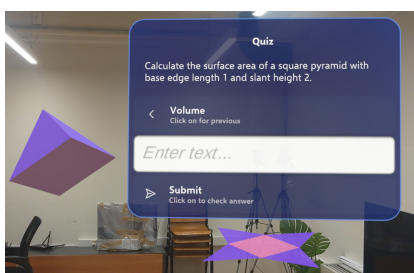 Quiz
Calculate the surface area of a square pyramid with
base edge length 1 and slant height 2.
Volume
Click on for previous
Enter text...
Submit
Click on to check answer